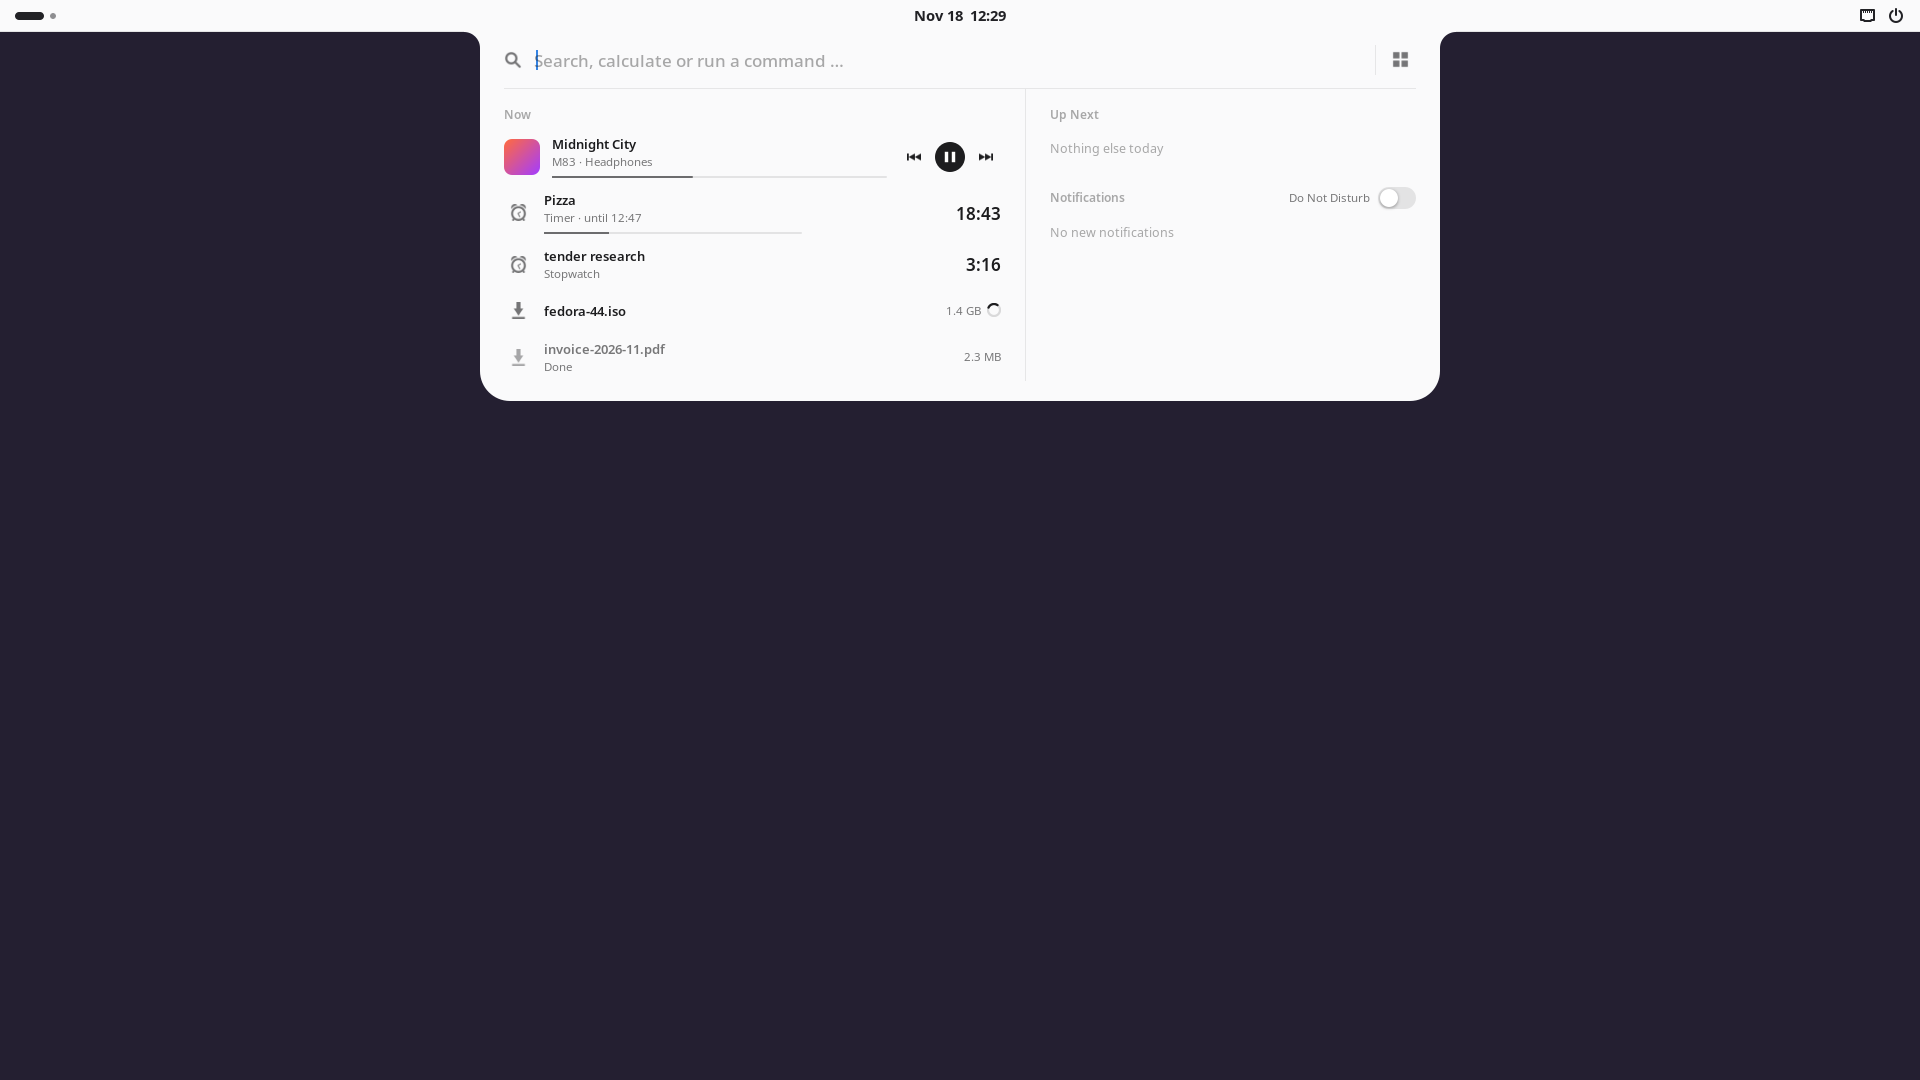 Nov 18 12:29
Search, calculate or run a command ...
Now
Midnight City
M83 · Headphones
Pizza
Timer · until 12:47
18:43
tender research
Stopwatch
3:16
fedora-44.iso
1.4 GB
invoice-2026-11.pdf
Done
2.3 MB
Up Next
Nothing else today
Notifications
Do Not Disturb
No new notifications